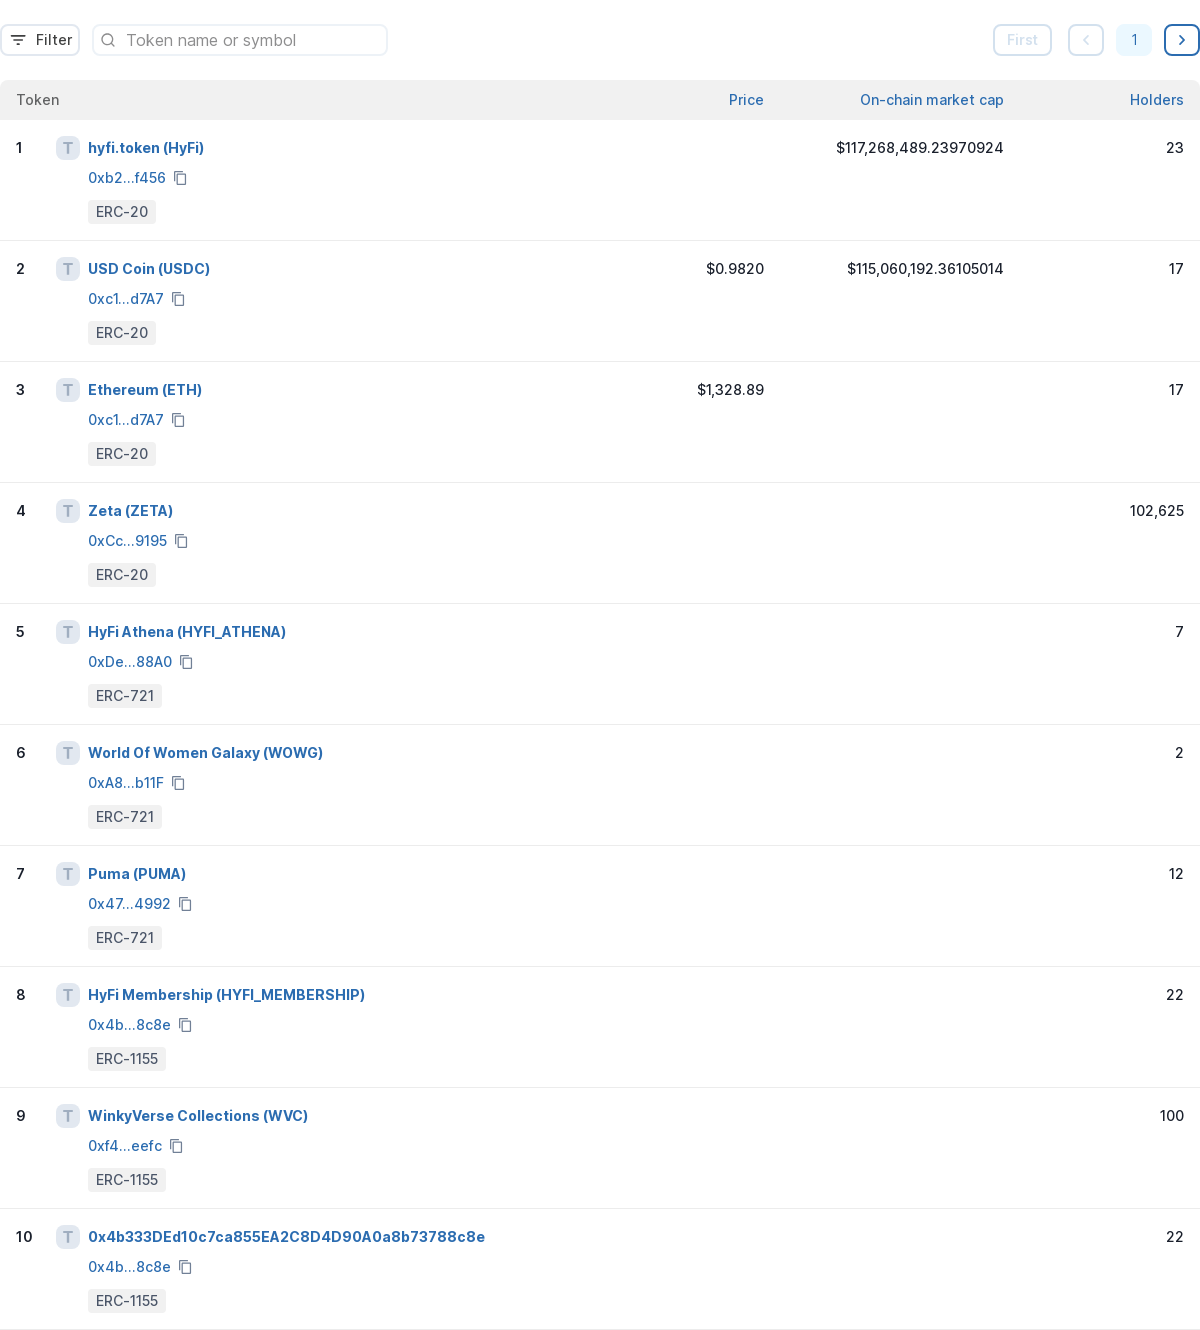 Filter
Token name or symbol
First
1
Token Price On-chain market cap Holders
1 T hyfi.token (HyFi) $117,268,489.23970924 23
0xb2...f456
ERC-20
2 T USD Coin (USDC) $0.9820 $115,060,192.36105014 17
0xc1...d7A7
ERC-20
3 T Ethereum (ETH) $1,328.89 17
0xc1...d7A7
ERC-20
4 T Zeta (ZETA) 102,625
0xCc...9195
ERC-20
5 T HyFi Athena (HYFI_ATHENA) 7
0xDe...88A0
ERC-721
6 T World Of Women Galaxy (WOWG) 2
0xA8...b11F
ERC-721
7 T Puma (PUMA) 12
0x47...4992
ERC-721
8 T HyFi Membership (HYFI_MEMBERSHIP) 22
0x4b...8c8e
ERC-1155
9 T WinkyVerse Collections (WVC) 100
0xf4...eefc
ERC-1155
10 T 0x4b333DEd10c7ca855EA2C8D4D90A0a8b73788c8e 22
0x4b...8c8e
ERC-1155